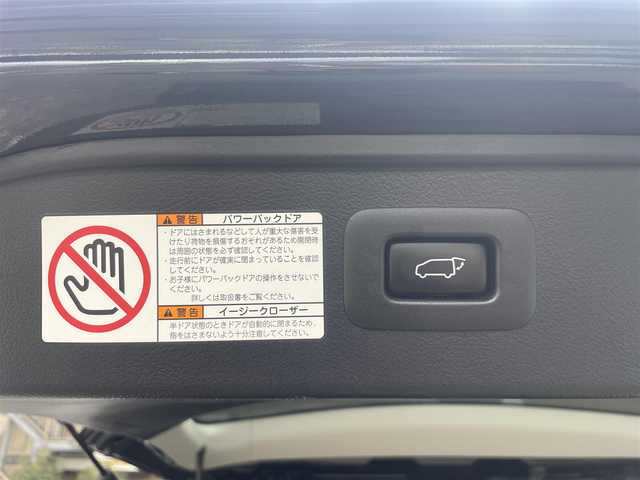 警告 パワーバックドア
・ドアにはさまれるなどして人が重大な傷害を受
けたり荷物を損傷するおそれがあるため開閉時
は周囲の状態を必ず確認してください。
・走行前にドアが確実に閉まっていることを確認
してください。
・お子様にパワーバックドアの操作をさせないで
ください。
詳しくは取扱書をご覧ください。
警告 イージークローザー
半ドア状態のときドアが自動的に閉まるため、
指をはさまないよう十分注意してください。